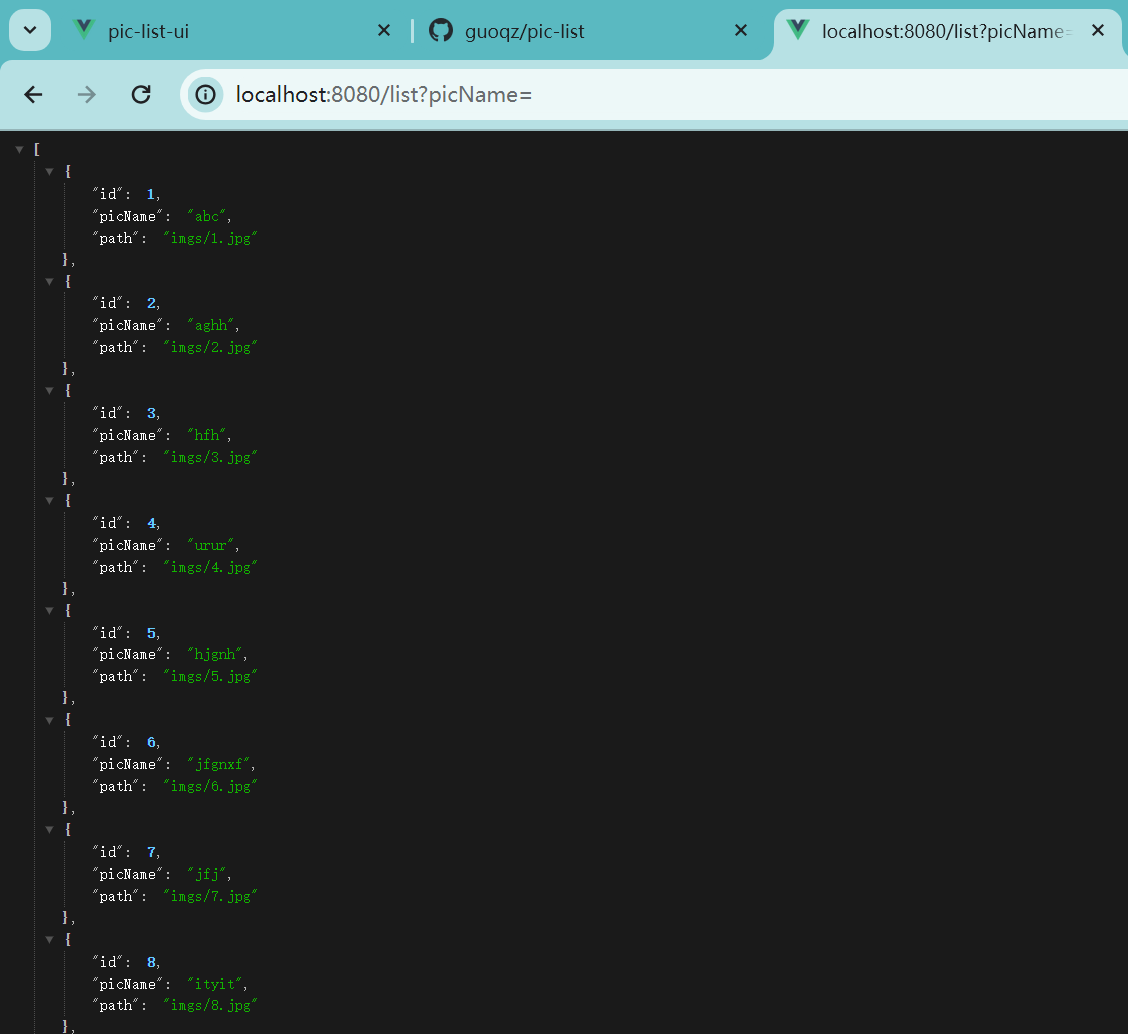 pic-list-ui
guoqz/pic-list
localhost:8080/list?picName=
localhost:8080/list?picName=
[
{
"id": 1,
"picName": "abc",
"path": "imgs/1.jpg"
},
{
"id": 2,
"picName": "aghh",
"path": "imgs/2.jpg"
},
{
"id": 3,
"picName": "hfh",
"path": "imgs/3.jpg"
},
{
"id": 4,
"picName": "urur",
"path": "imgs/4.jpg"
},
{
"id": 5,
"picName": "hjgnh",
"path": "imgs/5.jpg"
},
{
"id": 6,
"picName": "jfgnxf",
"path": "imgs/6.jpg"
},
{
"id": 7,
"picName": "jfj",
"path": "imgs/7.jpg"
},
{
"id": 8,
"picName": "ityit",
"path": "imgs/8.jpg"
},